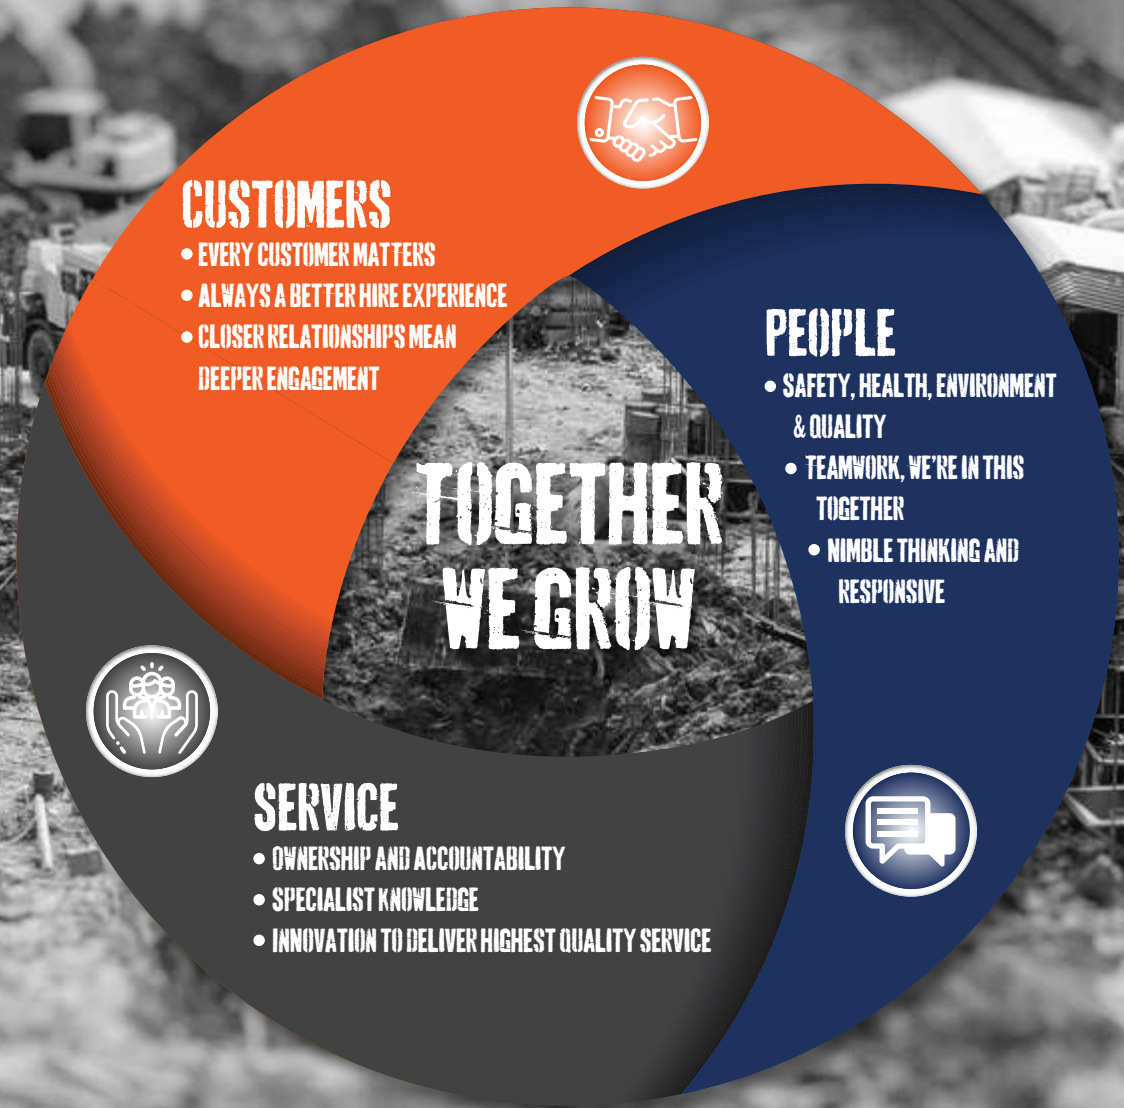 CUSTOMERS
• EVERY CUSTOMER MATTERS
• ALWAYS A BETTER HIRE EXPERIENCE
• CLOSER RELATIONSHIPS MEAN
DEEPER ENGAGEMENT
PEOPLE
• SAFETY, HEALTH, ENVIRONMENT
& QUALITY
• TEAMWORK, WE'RE IN THIS
TOGETHER
• NIMBLE THINKING AND
RESPONSIVE
TOGETHER
WE GROW
SERVICE
• OWNERSHIP AND ACCOUNTABILITY
• SPECIALIST KNOWLEDGE
• INNOVATION TO DELIVER HIGHEST QUALITY SERVICE